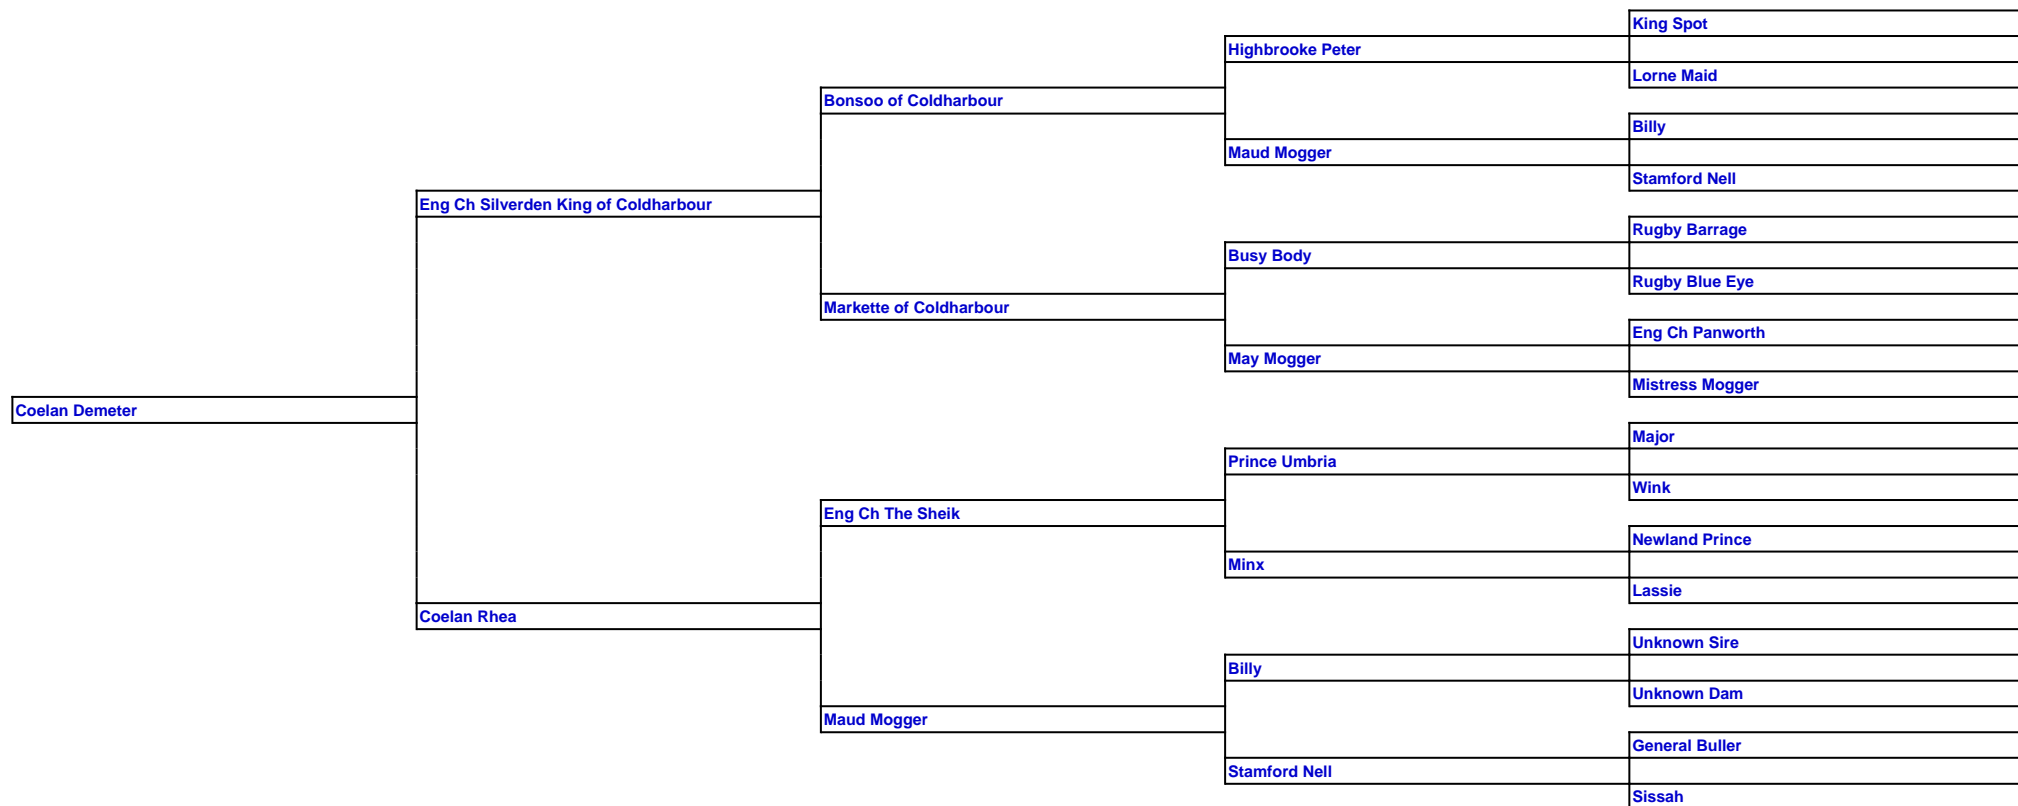 King Spot
Highbrooke Peter
Lorne Maid
Bonsoo of Coldharbour
Billy
Maud Mogger
Stamford Nell
Eng Ch Silverden King of Coldharbour
Rugby Barrage
Busy Body
Rugby Blue Eye
Markette of Coldharbour
Eng Ch Panworth
May Mogger
Mistress Mogger
Coelan Demeter
Major
Prince Umbria
Wink
Eng Ch The Sheik
Newland Prince
Minx
Lassie
Coelan Rhea
Unknown Sire
Billy
Unknown Dam
Maud Mogger
General Buller
Stamford Nell
Sissah